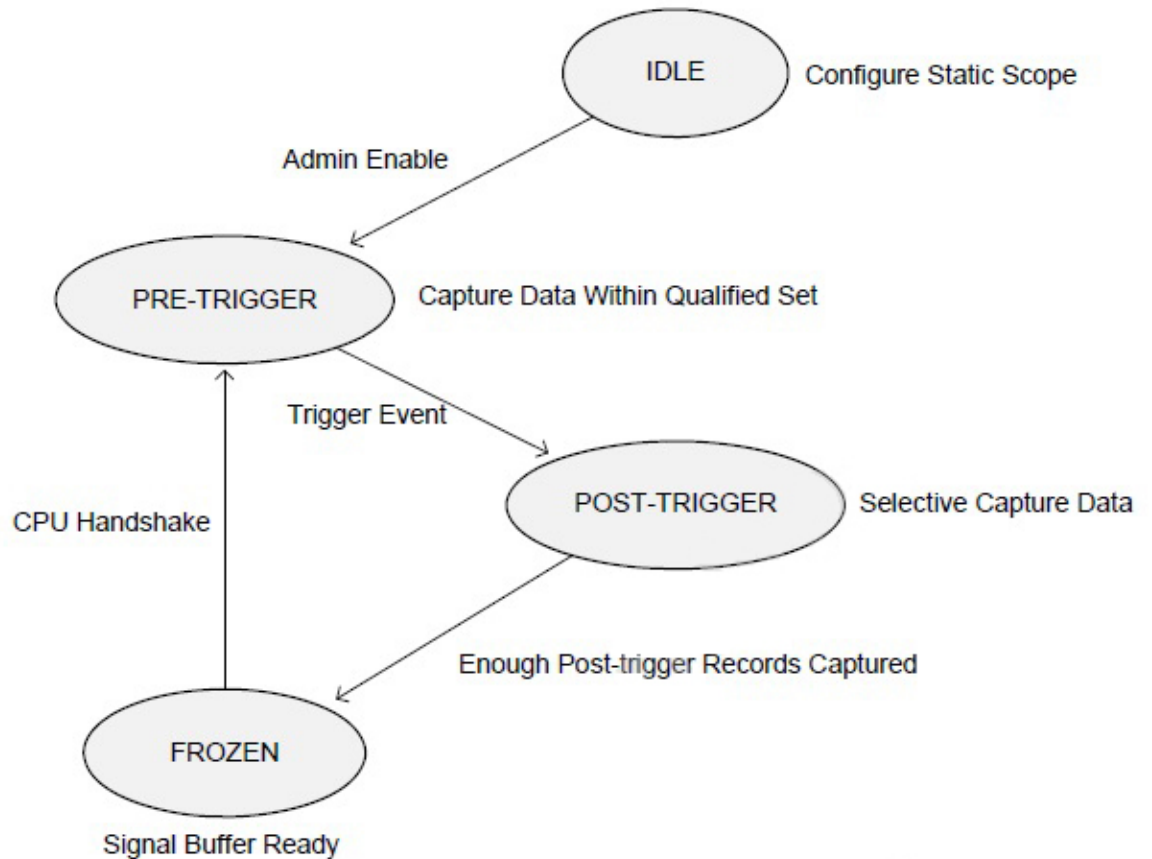 IDLE
Configure Static Scope
Admin Enable
PRE-TRIGGER
Capture Data Within Qualified Set
Trigger Event
POST-TRIGGER
Selective Capture Data
CPU Handshake
Enough Post-trigger Records Captured
FROZEN
Signal Buffer Ready